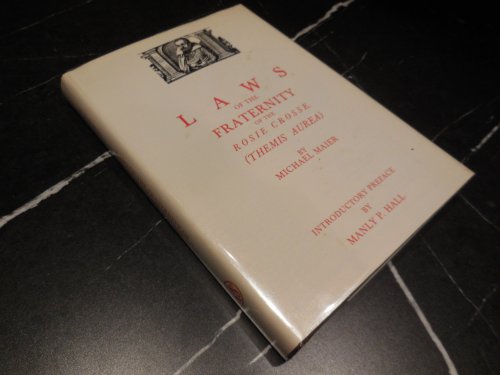 LAWS
OF THE
FRATERNITY
OF THE
ROSIE CROSSE
(THEMIS AUREA)
BY
MICHAEL MAIER
INTRODUCTORY PREFACE
BY
MANLY P. HALL